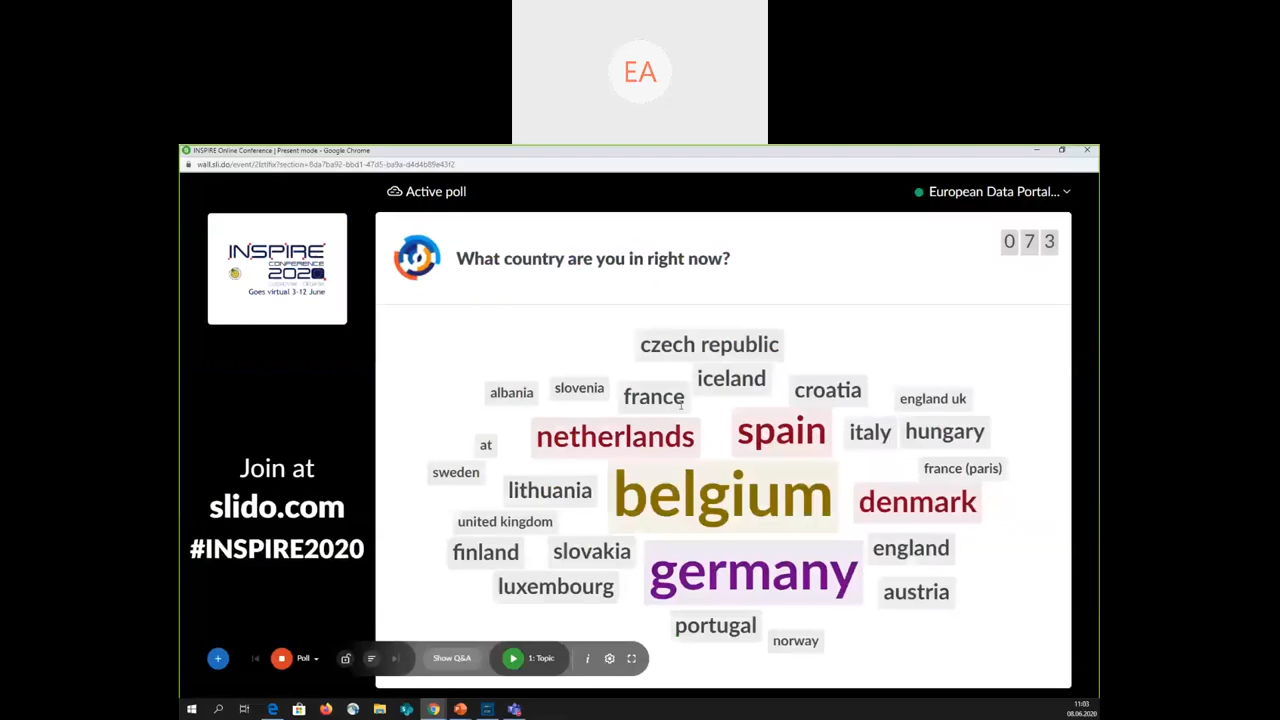 EA
INSPIRE Online Conference | Present mode - Google Chrome
Active poll
European Data Portal...
INSPIRE
CONFERENCE
2020
Goes virtual 3-12 June
What country are you in right now?
0 7 3
czech republic
iceland
albania
slovenia
france
croatia
england uk
netherlands
spain
italy
hungary
at
sweden
france (paris)
lithuania
belgium
denmark
united kingdom
finland
slovakia
germany
england
luxembourg
austria
portugal
norway
Join at
slido.com
#INSPIRE2020
Poll
Show Q&A
1: Topic
11:03
08.06.2020